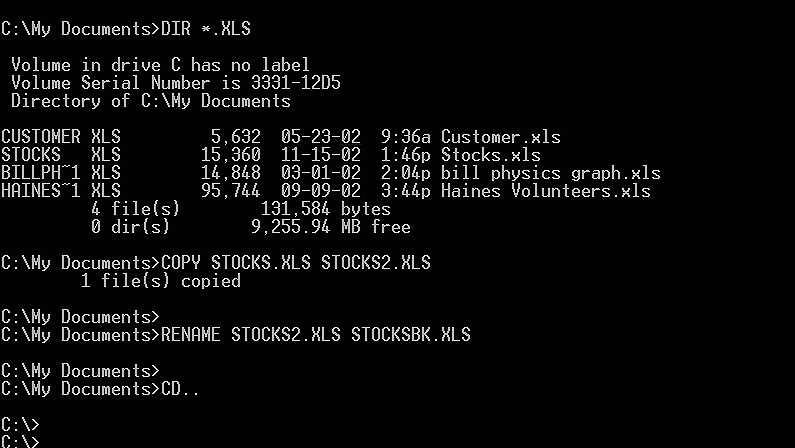 C:\My Documents>DIR *.XLS
Volume in drive C has no label
Volume Serial Number is 3331-12D5
Directory of C:\My Documents
CUSTOMER XLS 5,632 05-23-02 9:36a Customer.xls
STOCKS XLS 15,360 11-15-02 1:46p Stocks.xls
BILLPH~1 XLS 14,848 03-01-02 2:04p bill physics graph.xls
HAINES~1 XLS 95,744 09-09-02 3:44p Haines Volunteers.xls
4 file(s) 131,584 bytes
0 dir(s) 9,255.94 MB free
C:\My Documents>COPY STOCKS.XLS STOCKS2.XLS
1 file(s) copied
C:\My Documents>
C:\My Documents>RENAME STOCKS2.XLS STOCKSBK.XLS
C:\My Documents>
C:\My Documents>CD..
C:\>
C:\>